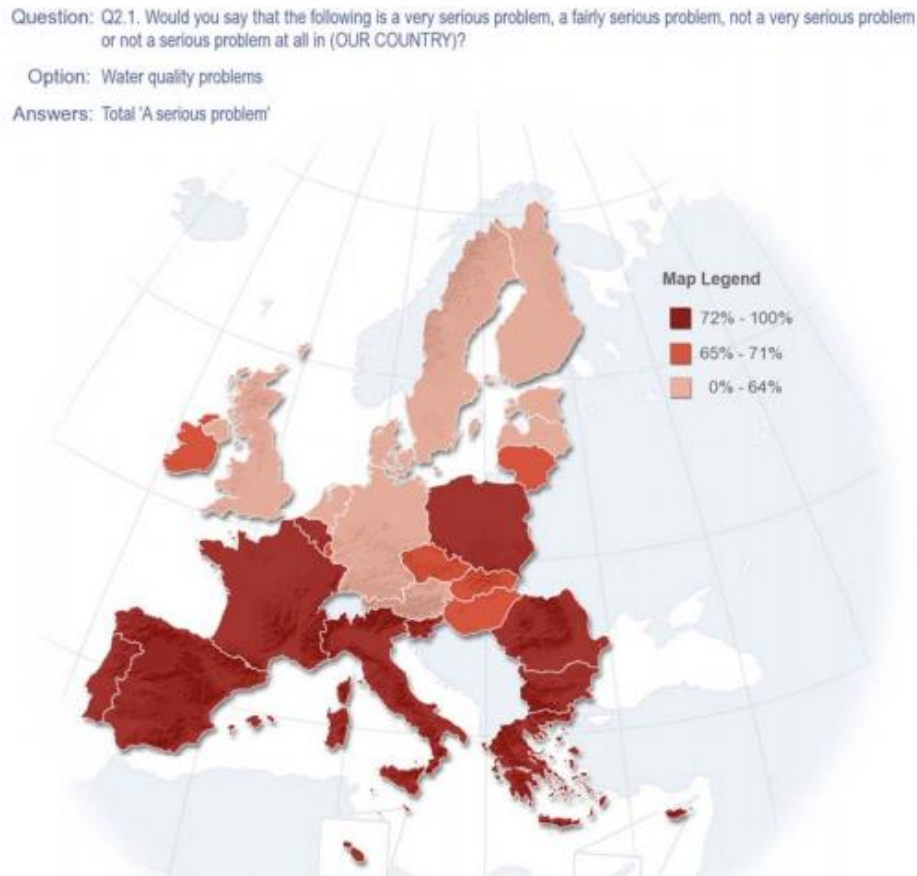 Question: Q2.1. Would you say that the following is a very serious problem, a fairly serious problem, not a very serious problem
or not a serious problem at all in (OUR COUNTRY)?
Option: Water quality problems
Answers: Total 'A serious problem'
Map Legend
72% - 100%
65% - 71%
0% - 64%